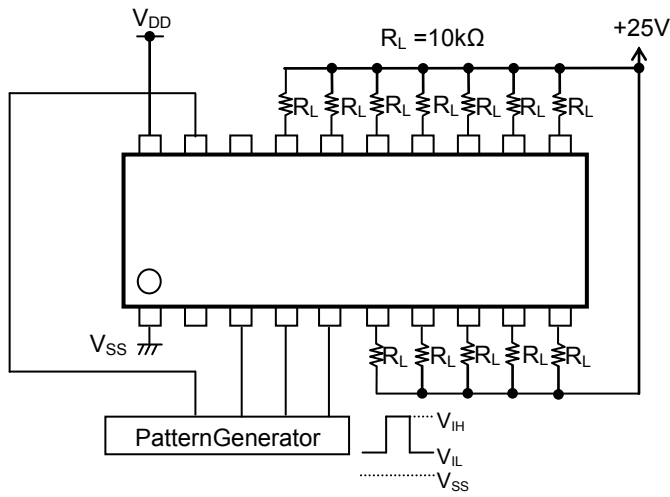 VDD
RL =10kΩ
+25V
RL RL RL RL RL RL RL
VSS
RL RL RL RL RL
PatternGenerator
VIH
VIL
VSS